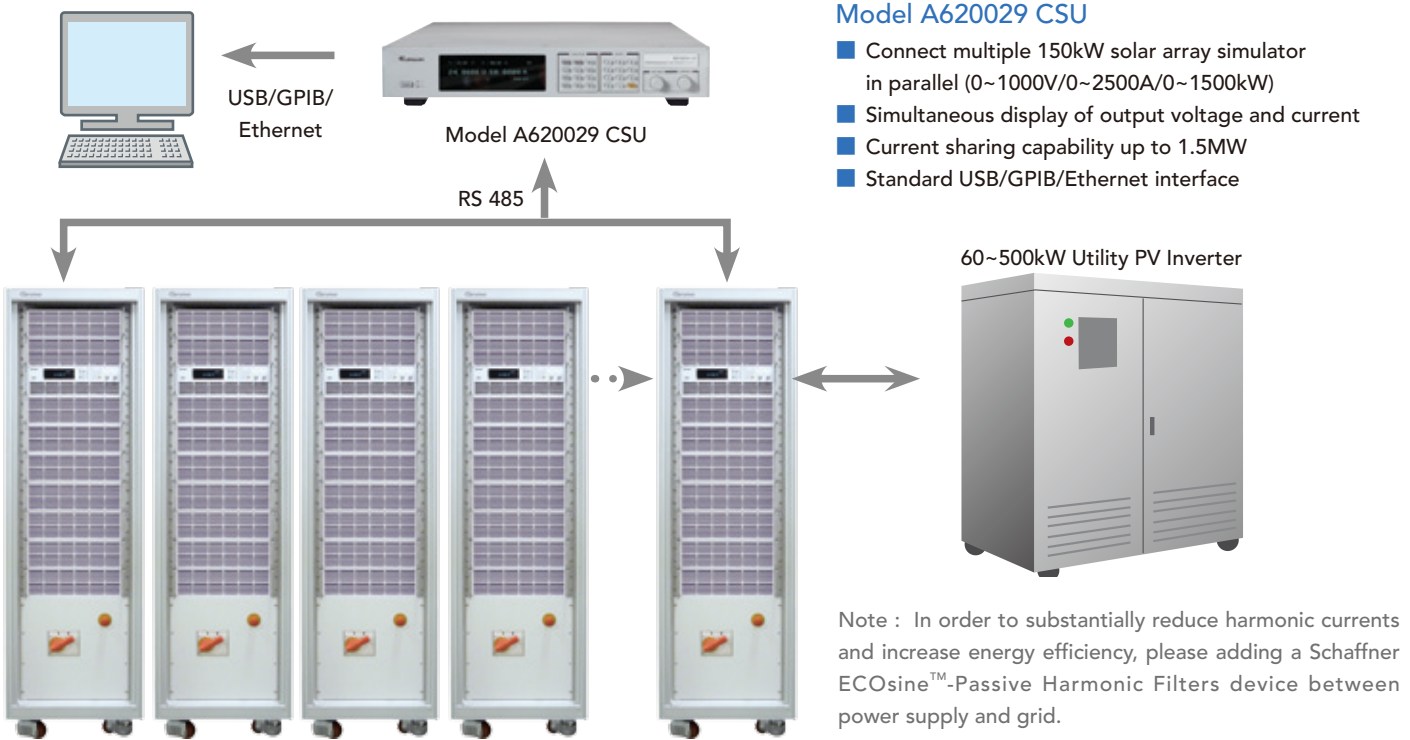 Model A620029 CSU
■ Connect multiple 150kW solar array simulator
in parallel (0~1000V/0~2500A/0~1500kW)
■ Simultaneous display of output voltage and current
■ Current sharing capability up to 1.5MW
■ Standard USB/GPIB/Ethernet interface
USB/GPIB/
Ethernet
Model A620029 CSU
RS 485
60~500kW Utility PV Inverter
Note : In order to substantially reduce harmonic currents
and increase energy efficiency, please adding a Schaffner
ECOsine™-Passive Harmonic Filters device between
power supply and grid.